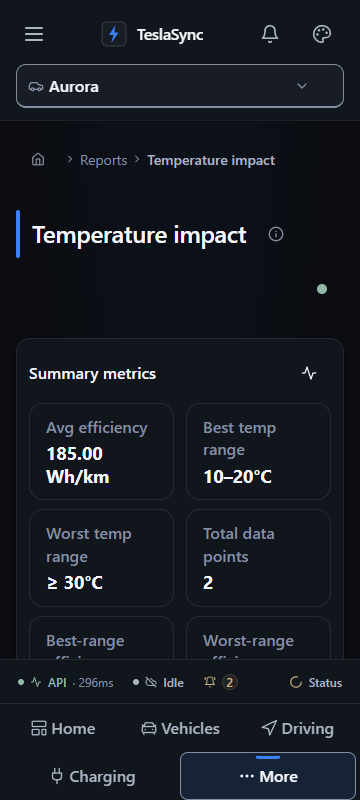 TeslaSync
Aurora
Reports
Temperature impact
Temperature impact
Summary metrics
Avg efficiency
185.00
Wh/km
Best temp
range
10–20°C
Worst temp
range
≥ 30°C
Total data
points
2
Best-range
Worst-range
API · 296ms
Idle
2
Status
Home
Vehicles
Driving
Charging
More